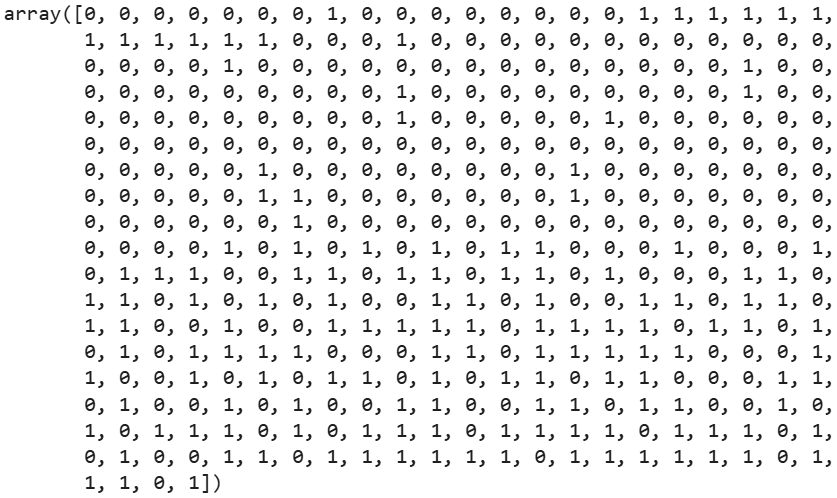 array([0, 0, 0, 0, 0, 0, 0, 1, 0, 0, 0, 0, 0, 0, 0, 0, 1, 1, 1, 1, 1, 1,
1, 1, 1, 1, 1, 1, 0, 0, 0, 1, 0, 0, 0, 0, 0, 0, 0, 0, 0, 0, 0, 0,
0, 0, 0, 0, 1, 0, 0, 0, 0, 0, 0, 0, 0, 0, 0, 0, 0, 0, 0, 1, 0, 0,
0, 0, 0, 0, 0, 0, 0, 0, 0, 1, 0, 0, 0, 0, 0, 0, 0, 0, 0, 1, 0, 0,
0, 0, 0, 0, 0, 0, 0, 0, 0, 1, 0, 0, 0, 0, 0, 1, 0, 0, 0, 0, 0, 0,
0, 0, 0, 0, 0, 0, 0, 0, 0, 0, 0, 0, 0, 0, 0, 0, 0, 0, 0, 0, 0, 0,
0, 0, 0, 0, 0, 1, 0, 0, 0, 0, 0, 0, 0, 0, 1, 0, 0, 0, 0, 0, 0, 0,
0, 0, 0, 0, 0, 1, 1, 0, 0, 0, 0, 0, 0, 0, 1, 0, 0, 0, 0, 0, 0, 0,
0, 0, 0, 0, 0, 0, 1, 0, 0, 0, 0, 0, 0, 0, 0, 0, 0, 0, 0, 0, 0, 0,
0, 0, 0, 0, 1, 0, 1, 0, 1, 0, 1, 0, 1, 1, 0, 0, 0, 1, 0, 0, 0, 1,
0, 1, 1, 1, 0, 0, 1, 1, 0, 1, 1, 0, 1, 1, 0, 1, 0, 0, 0, 1, 1, 0,
1, 1, 0, 1, 0, 1, 0, 1, 0, 0, 1, 1, 0, 1, 0, 0, 1, 1, 0, 1, 1, 0,
1, 1, 0, 0, 1, 0, 0, 1, 1, 1, 1, 1, 0, 1, 1, 1, 1, 0, 1, 1, 0, 1,
0, 1, 0, 1, 1, 1, 1, 0, 0, 0, 1, 1, 0, 1, 1, 1, 1, 1, 0, 0, 0, 1,
1, 0, 0, 1, 0, 1, 0, 1, 1, 0, 1, 0, 1, 1, 0, 1, 1, 0, 0, 0, 1, 1,
0, 1, 0, 0, 1, 0, 1, 0, 0, 1, 1, 0, 0, 1, 1, 0, 1, 1, 0, 0, 1, 0,
1, 0, 1, 1, 1, 0, 1, 0, 1, 1, 1, 0, 1, 1, 1, 1, 0, 1, 1, 1, 0, 1,
0, 1, 0, 0, 1, 1, 0, 1, 1, 1, 1, 1, 1, 0, 1, 1, 1, 1, 1, 1, 0, 1,
1, 1, 0, 1])